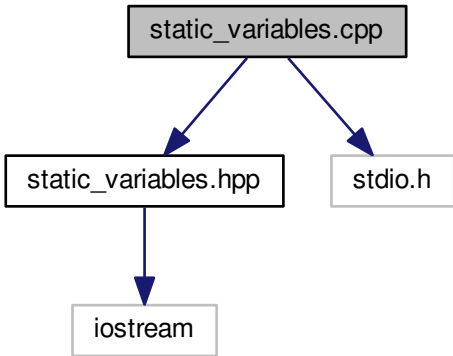 static_variables.cpp
static_variables.hpp
stdio.h
iostream